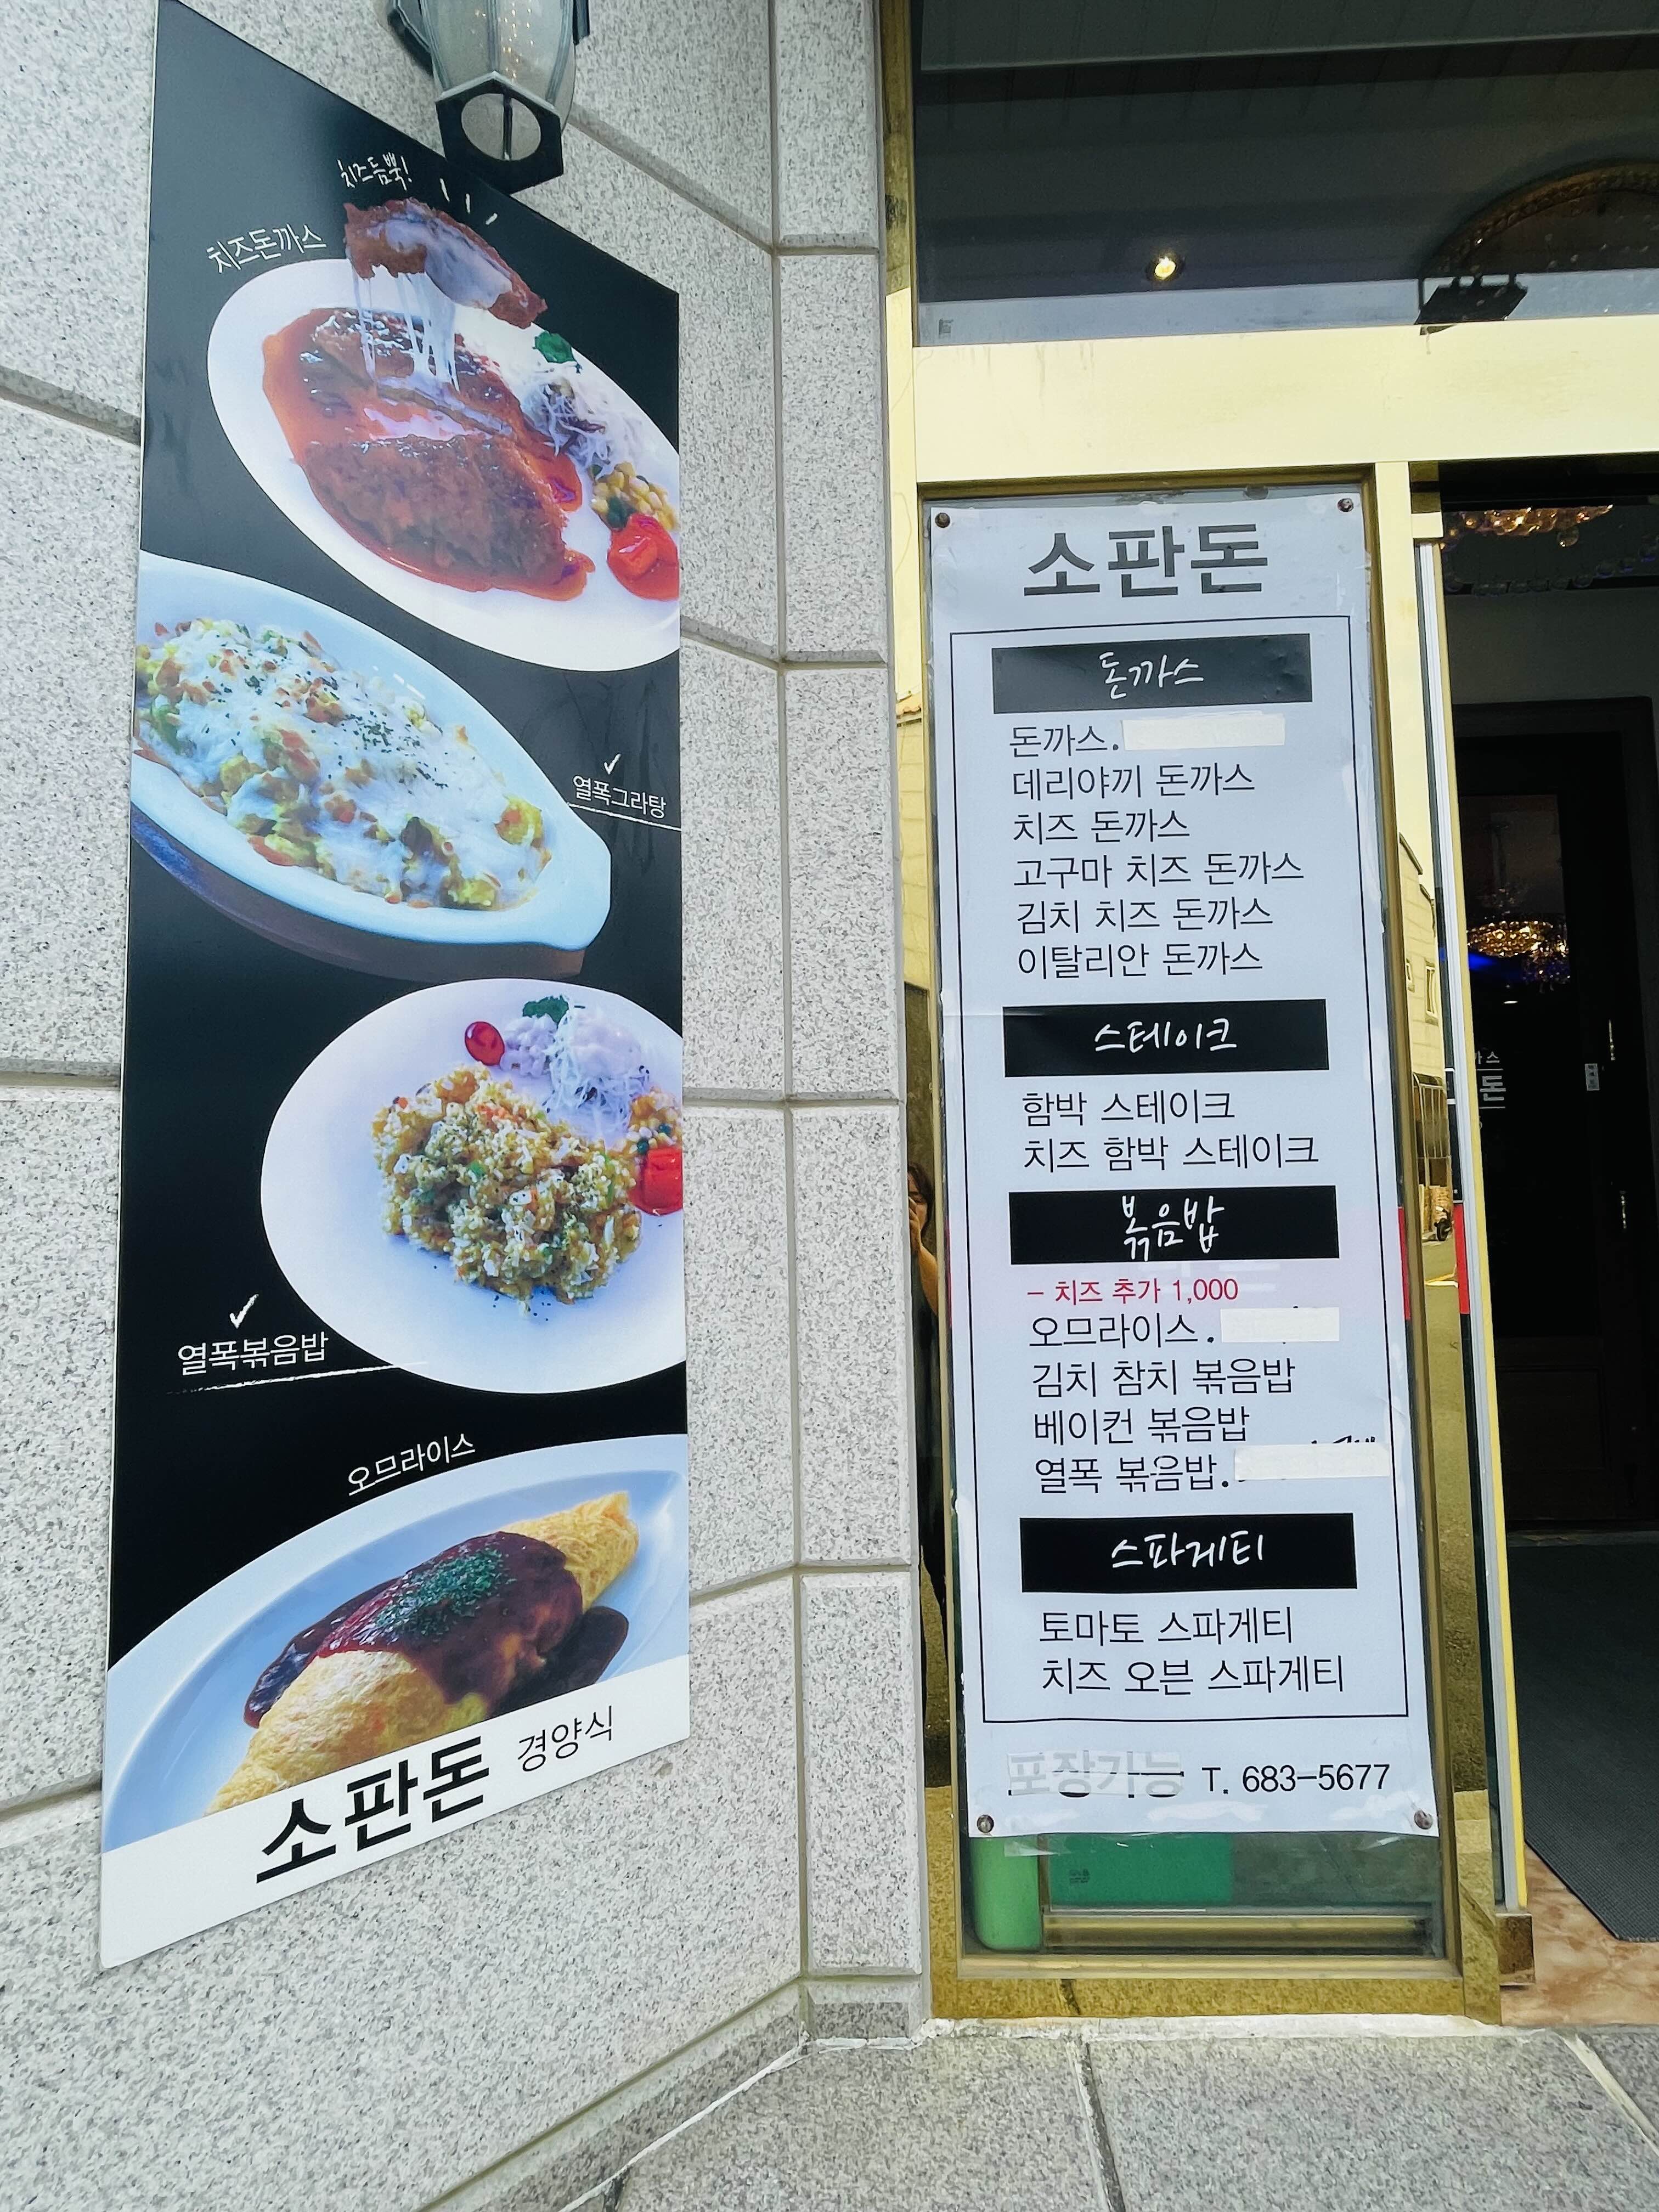 치즈듬뿍!
치즈돈까스
열폭그라탕
열폭볶음밥
오므라이스
소판돈 경양식
소판돈
돈까스
돈까스.
데리야끼 돈까스
치즈 돈까스
고구마 치즈 돈까스
김치 치즈 돈까스
이탈리안 돈까스
스테이크
함박 스테이크
치즈 함박 스테이크
볶음밥
- 치즈 추가 1,000
오므라이스.
김치 참치 볶음밥
베이컨 볶음밥
열폭 볶음밥.
스파게티
토마토 스파게티
치즈 오븐 스파게티
포장가능 T. 683-5677